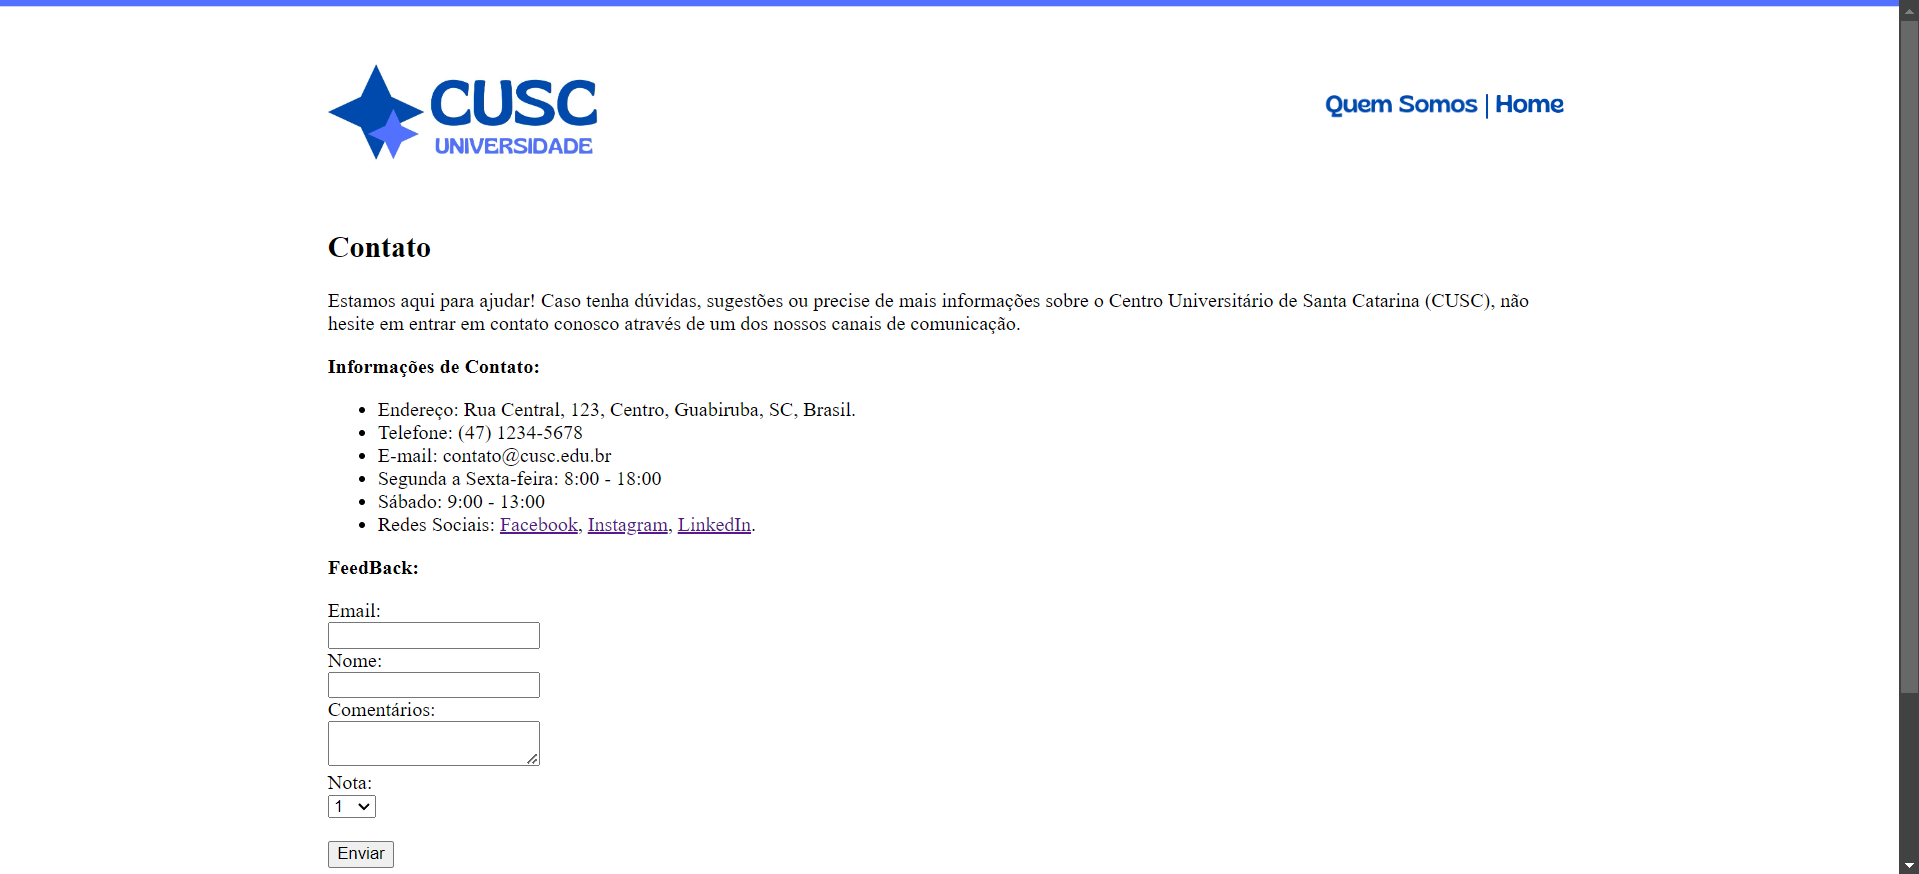 CUSC
UNIVERSIDADE
Quem Somos | Home
Contato
Estamos aqui para ajudar! Caso tenha dúvidas, sugestões ou precise de mais informações sobre o Centro Universitário de Santa Catarina (CUSC), não
hesite em entrar em contato conosco através de um dos nossos canais de comunicação.
Informações de Contato:
• Endereço: Rua Central, 123, Centro, Guabiruba, SC, Brasil.
• Telefone: (47) 1234-5678
• E-mail: contato@cusc.edu.br
• Segunda a Sexta-feira: 8:00 - 18:00
• Sábado: 9:00 - 13:00
• Redes Sociais: Facebook, Instagram, LinkedIn.
FeedBack:
Email:
Nome:
Comentários:
Nota:
1
Enviar